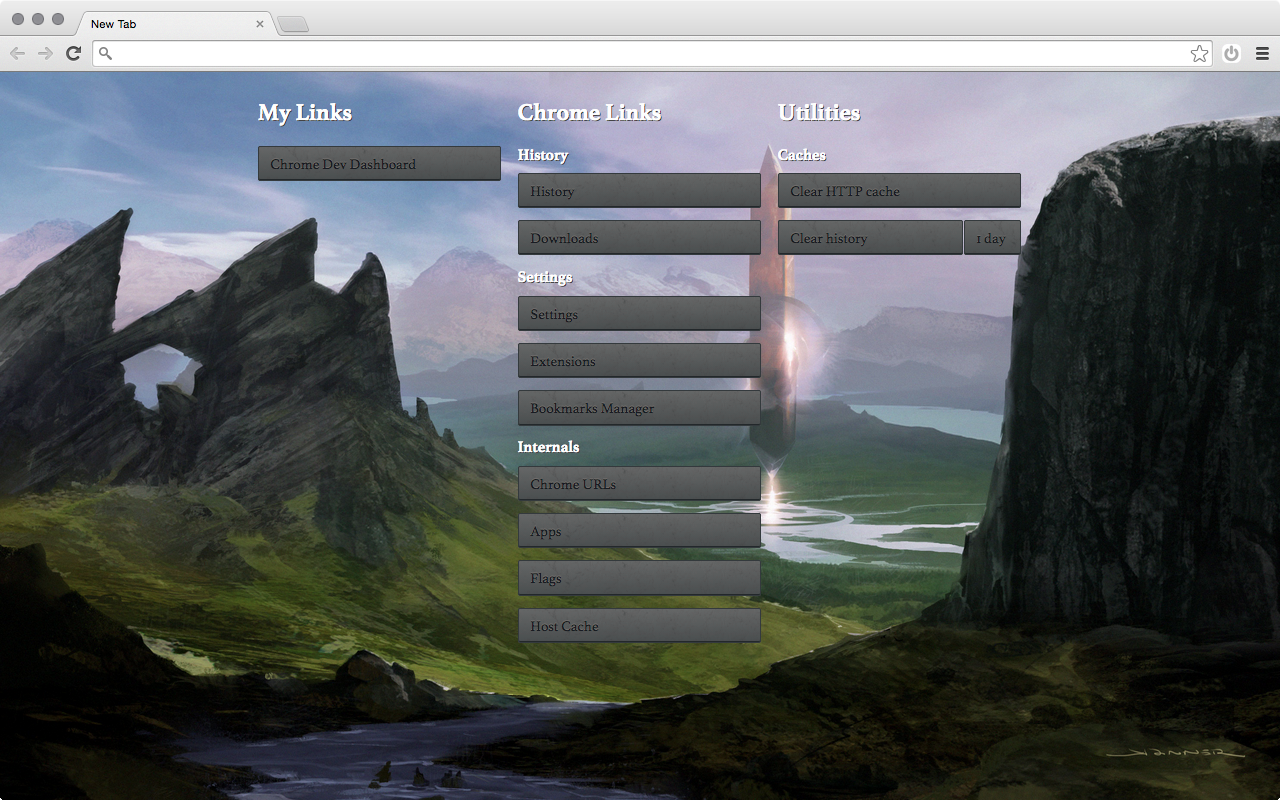 New Tab
My Links
Chrome Dev Dashboard
Chrome Links
History
History
Downloads
Settings
Settings
Extensions
Bookmarks Manager
Internals
Chrome URLs
Apps
Flags
Host Cache
Utilities
Caches
Clear HTTP cache
Clear history
1 day